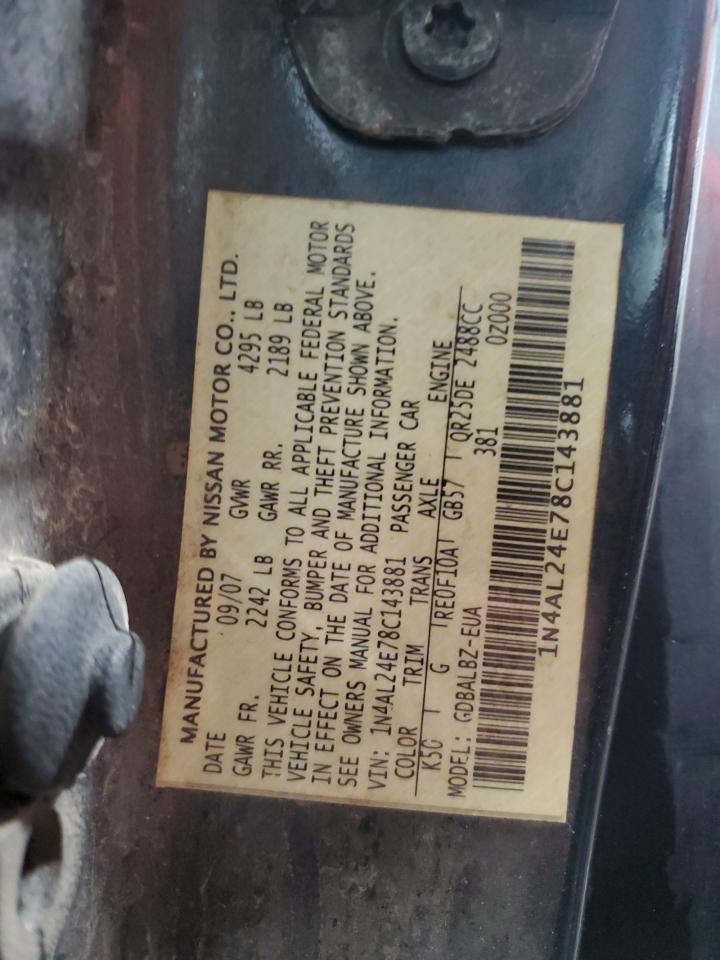 MANUFACTURED BY NISSAN MOTOR CO., LTD.
DATE 09/07 GVWR 4295 LB
GAWR FR. 2242 LB GAWR RR. 2189 LB
THIS VEHICLE CONFORMS TO ALL APPLICABLE FEDERAL MOTOR
VEHICLE SAFETY, BUMPER AND THEFT PREVENTION STANDARDS
IN EFFECT ON THE DATE OF MANUFACTURE SHOWN ABOVE.
SEE OWNERS MANUAL FOR ADDITIONAL INFORMATION.
VIN: 1N4AL24E78C143881 PASSENGER CAR
COLOR TRIM TRANS AXLE ENGINE
K5G G RE0F10A GB57 QR25DE 2488CC
MODEL: GDBALBZ-EUA 381 0Z000
1N4AL24E78C143881